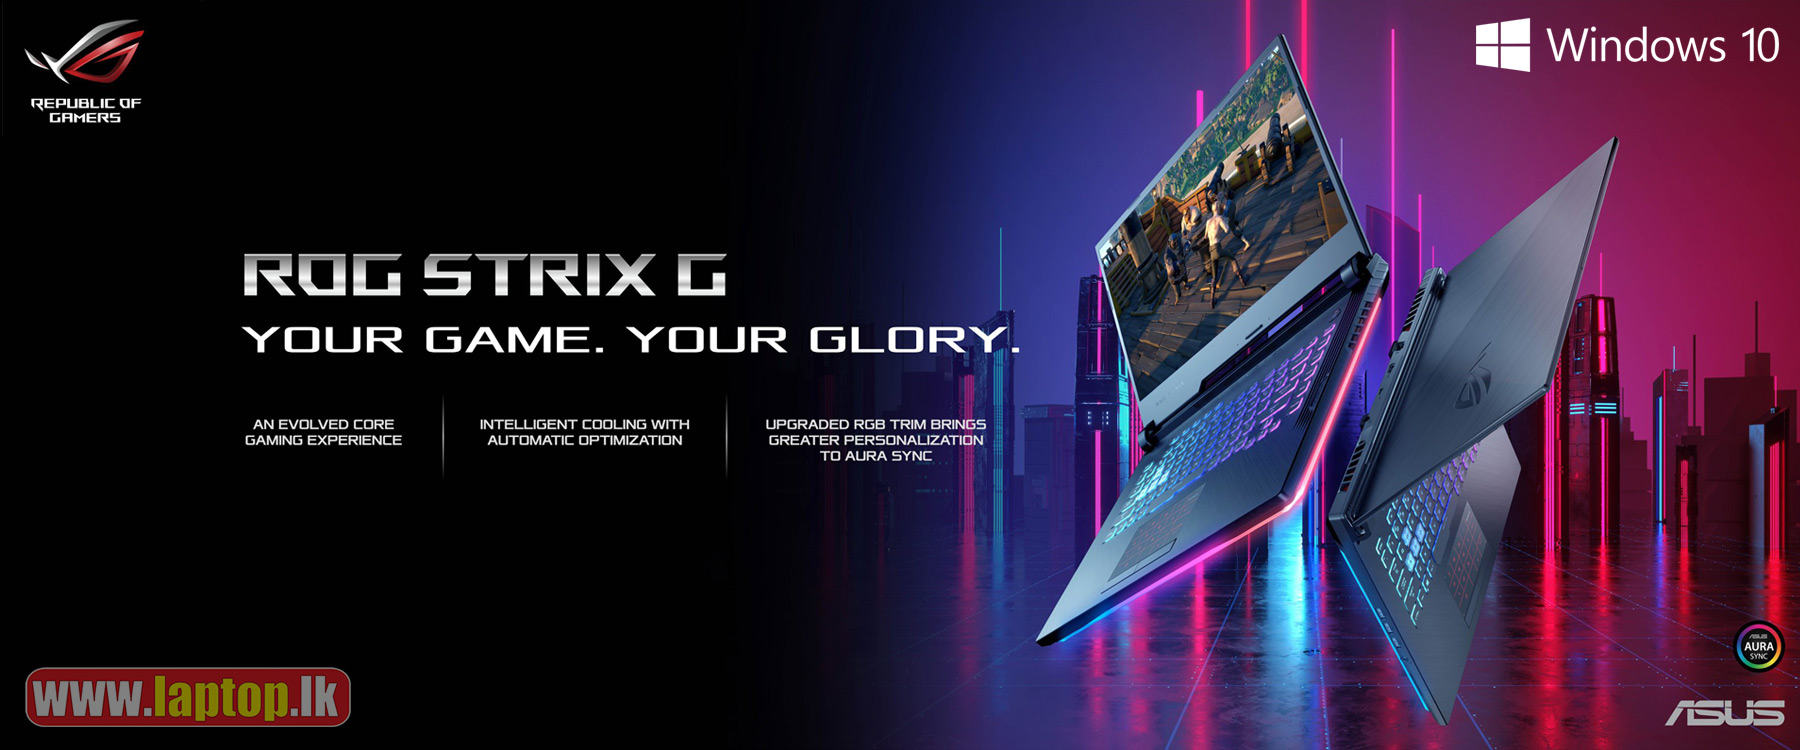 REPUBLIC OF
GAMERS
Windows 10
ROG STRIX G
YOUR GAME. YOUR GLORY.
AN EVOLVED CORE
GAMING EXPERIENCE
INTELLIGENT COOLING WITH
AUTOMATIC OPTIMIZATION
UPGRADED RGB TRIM BRINGS
GREATER PERSONALIZATION
TO AURA SYNC
www.laptop.lk
ASUS
AURA
SYNC
ASUS